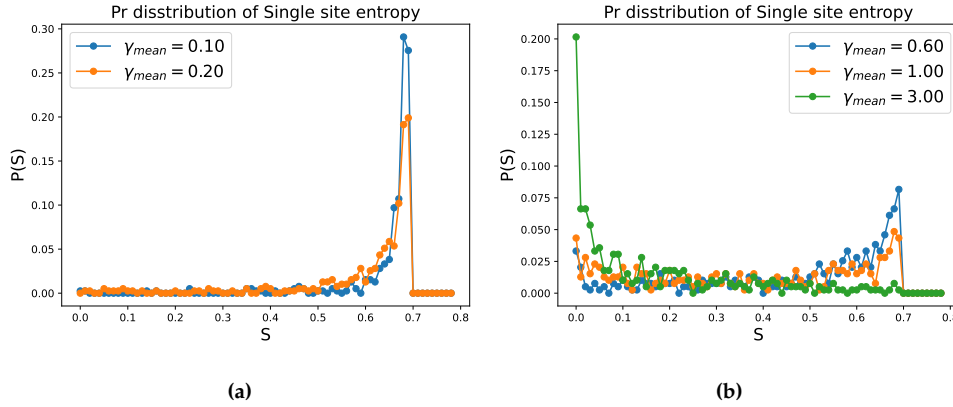 Pr disstribution of Single site entropy
P(S)
0.30
0.25
0.20
0.15
0.10
0.05
0.00
γmean = 0.10
γmean = 0.20
0.0 0.1 0.2 0.3 0.4 0.5 0.6 0.7 0.8
S
(a)
Pr disstribution of Single site entropy
P(S)
0.200
0.175
0.150
0.125
0.100
0.075
0.050
0.025
0.000
γmean = 0.60
γmean = 1.00
γmean = 3.00
0.0 0.1 0.2 0.3 0.4 0.5 0.6 0.7 0.8
S
(b)